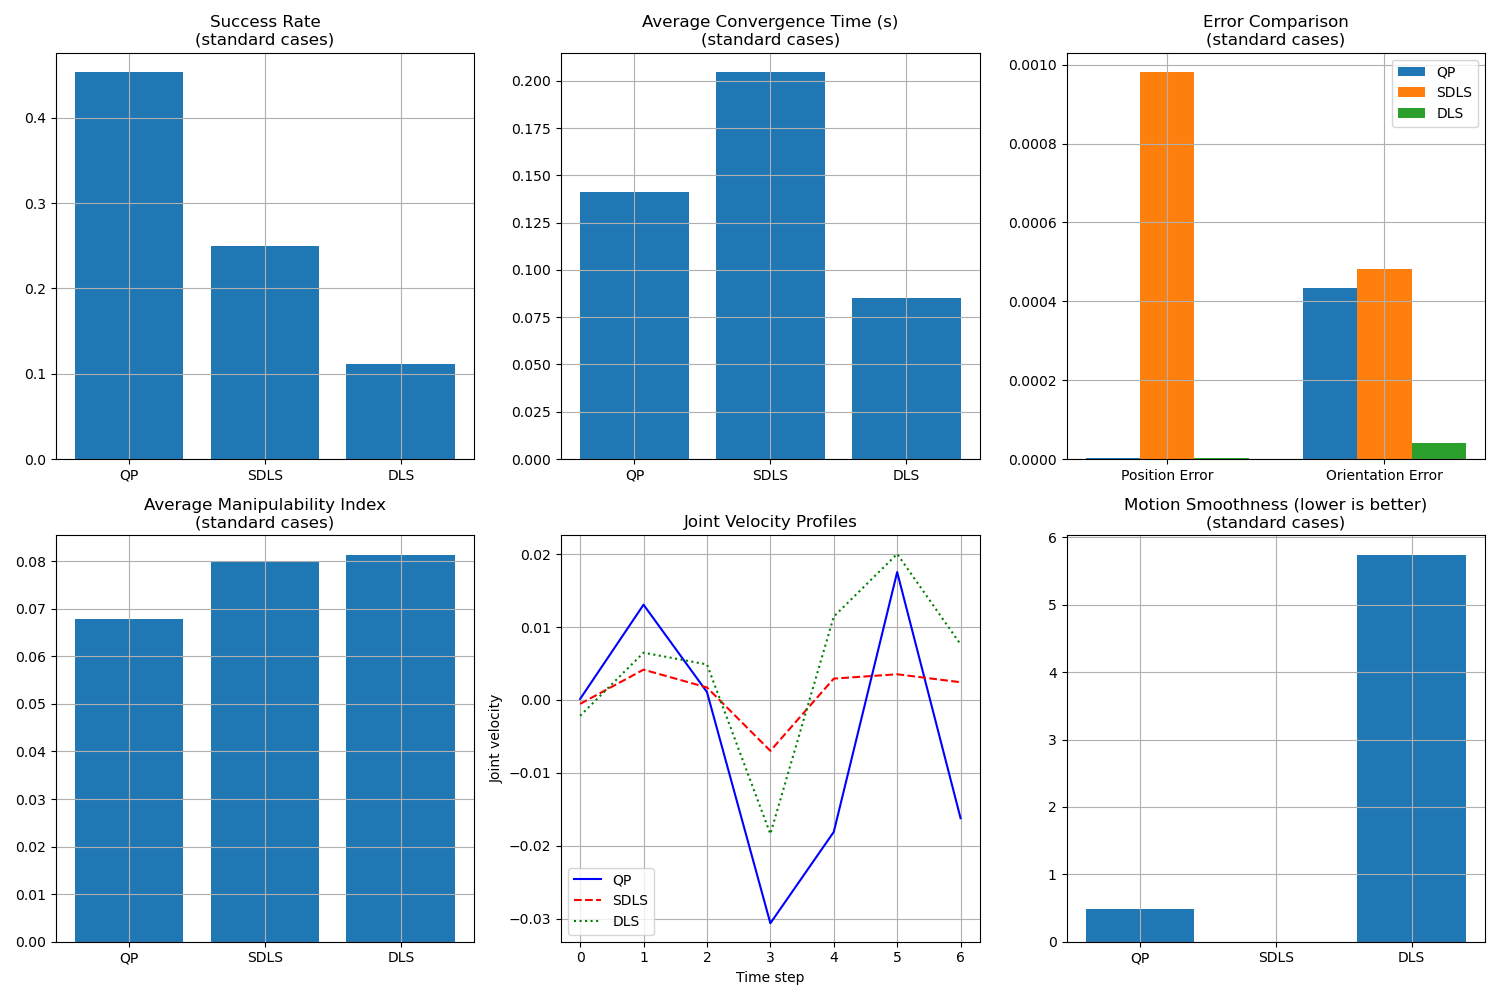 Success Rate
(standard cases)
0.4
0.3
0.2
0.1
0.0
QP
SDLS
DLS
Average Convergence Time (s)
(standard cases)
0.200
0.175
0.150
0.125
0.100
0.075
0.050
0.025
0.000
QP
SDLS
DLS
Error Comparison
(standard cases)
0.0010
0.0008
0.0006
0.0004
0.0002
0.0000
QP
SDLS
DLS
Position Error
Orientation Error
Average Manipulability Index
(standard cases)
0.08
0.07
0.06
0.05
0.04
0.03
0.02
0.01
0.00
QP
SDLS
DLS
Joint Velocity Profiles
Joint velocity
0.02
0.01
0.00
−0.01
−0.02
−0.03
QP
SDLS
DLS
0 1 2 3 4 5 6
Time step
Motion Smoothness (lower is better)
(standard cases)
6
5
4
3
2
1
0
QP
SDLS
DLS